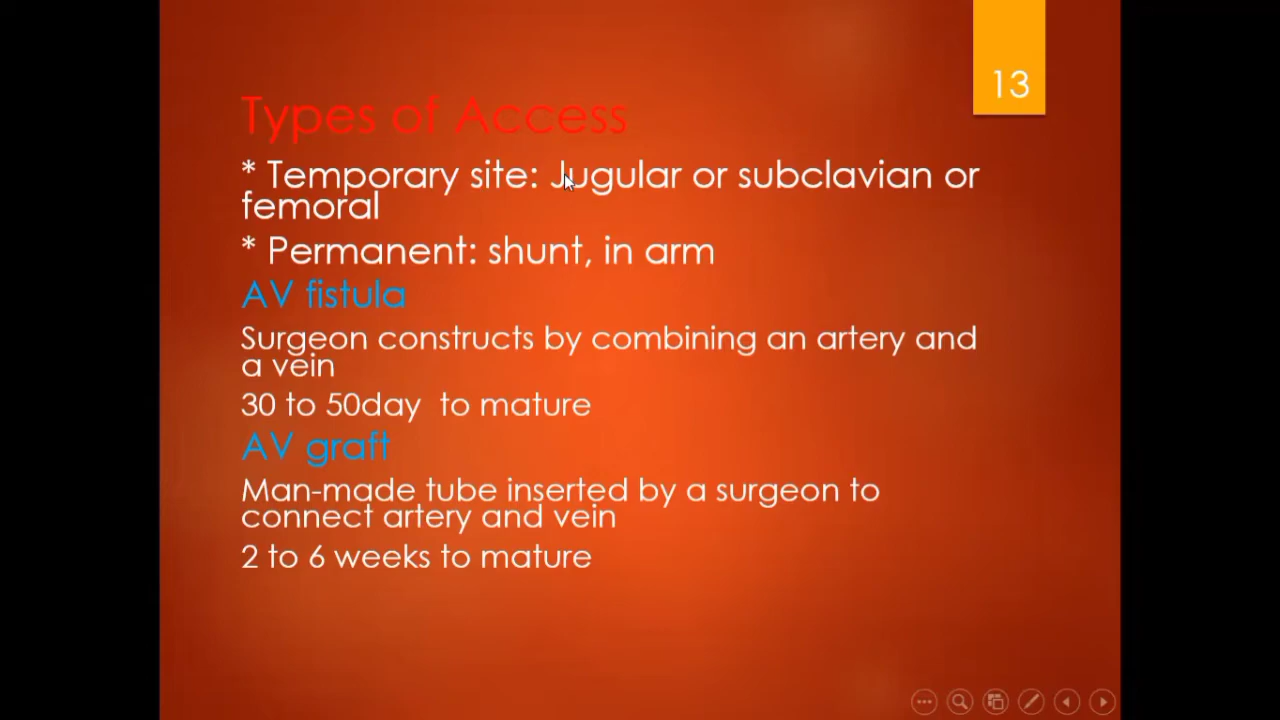 13
Types of Access
* Temporary site: Jugular or subclavian or
femoral
* Permanent: shunt, in arm
AV fistula
Surgeon constructs by combining an artery and
a vein
30 to 50day  to mature
AV graft
Man-made tube inserted by a surgeon to
connect artery and vein
2 to 6 weeks to mature